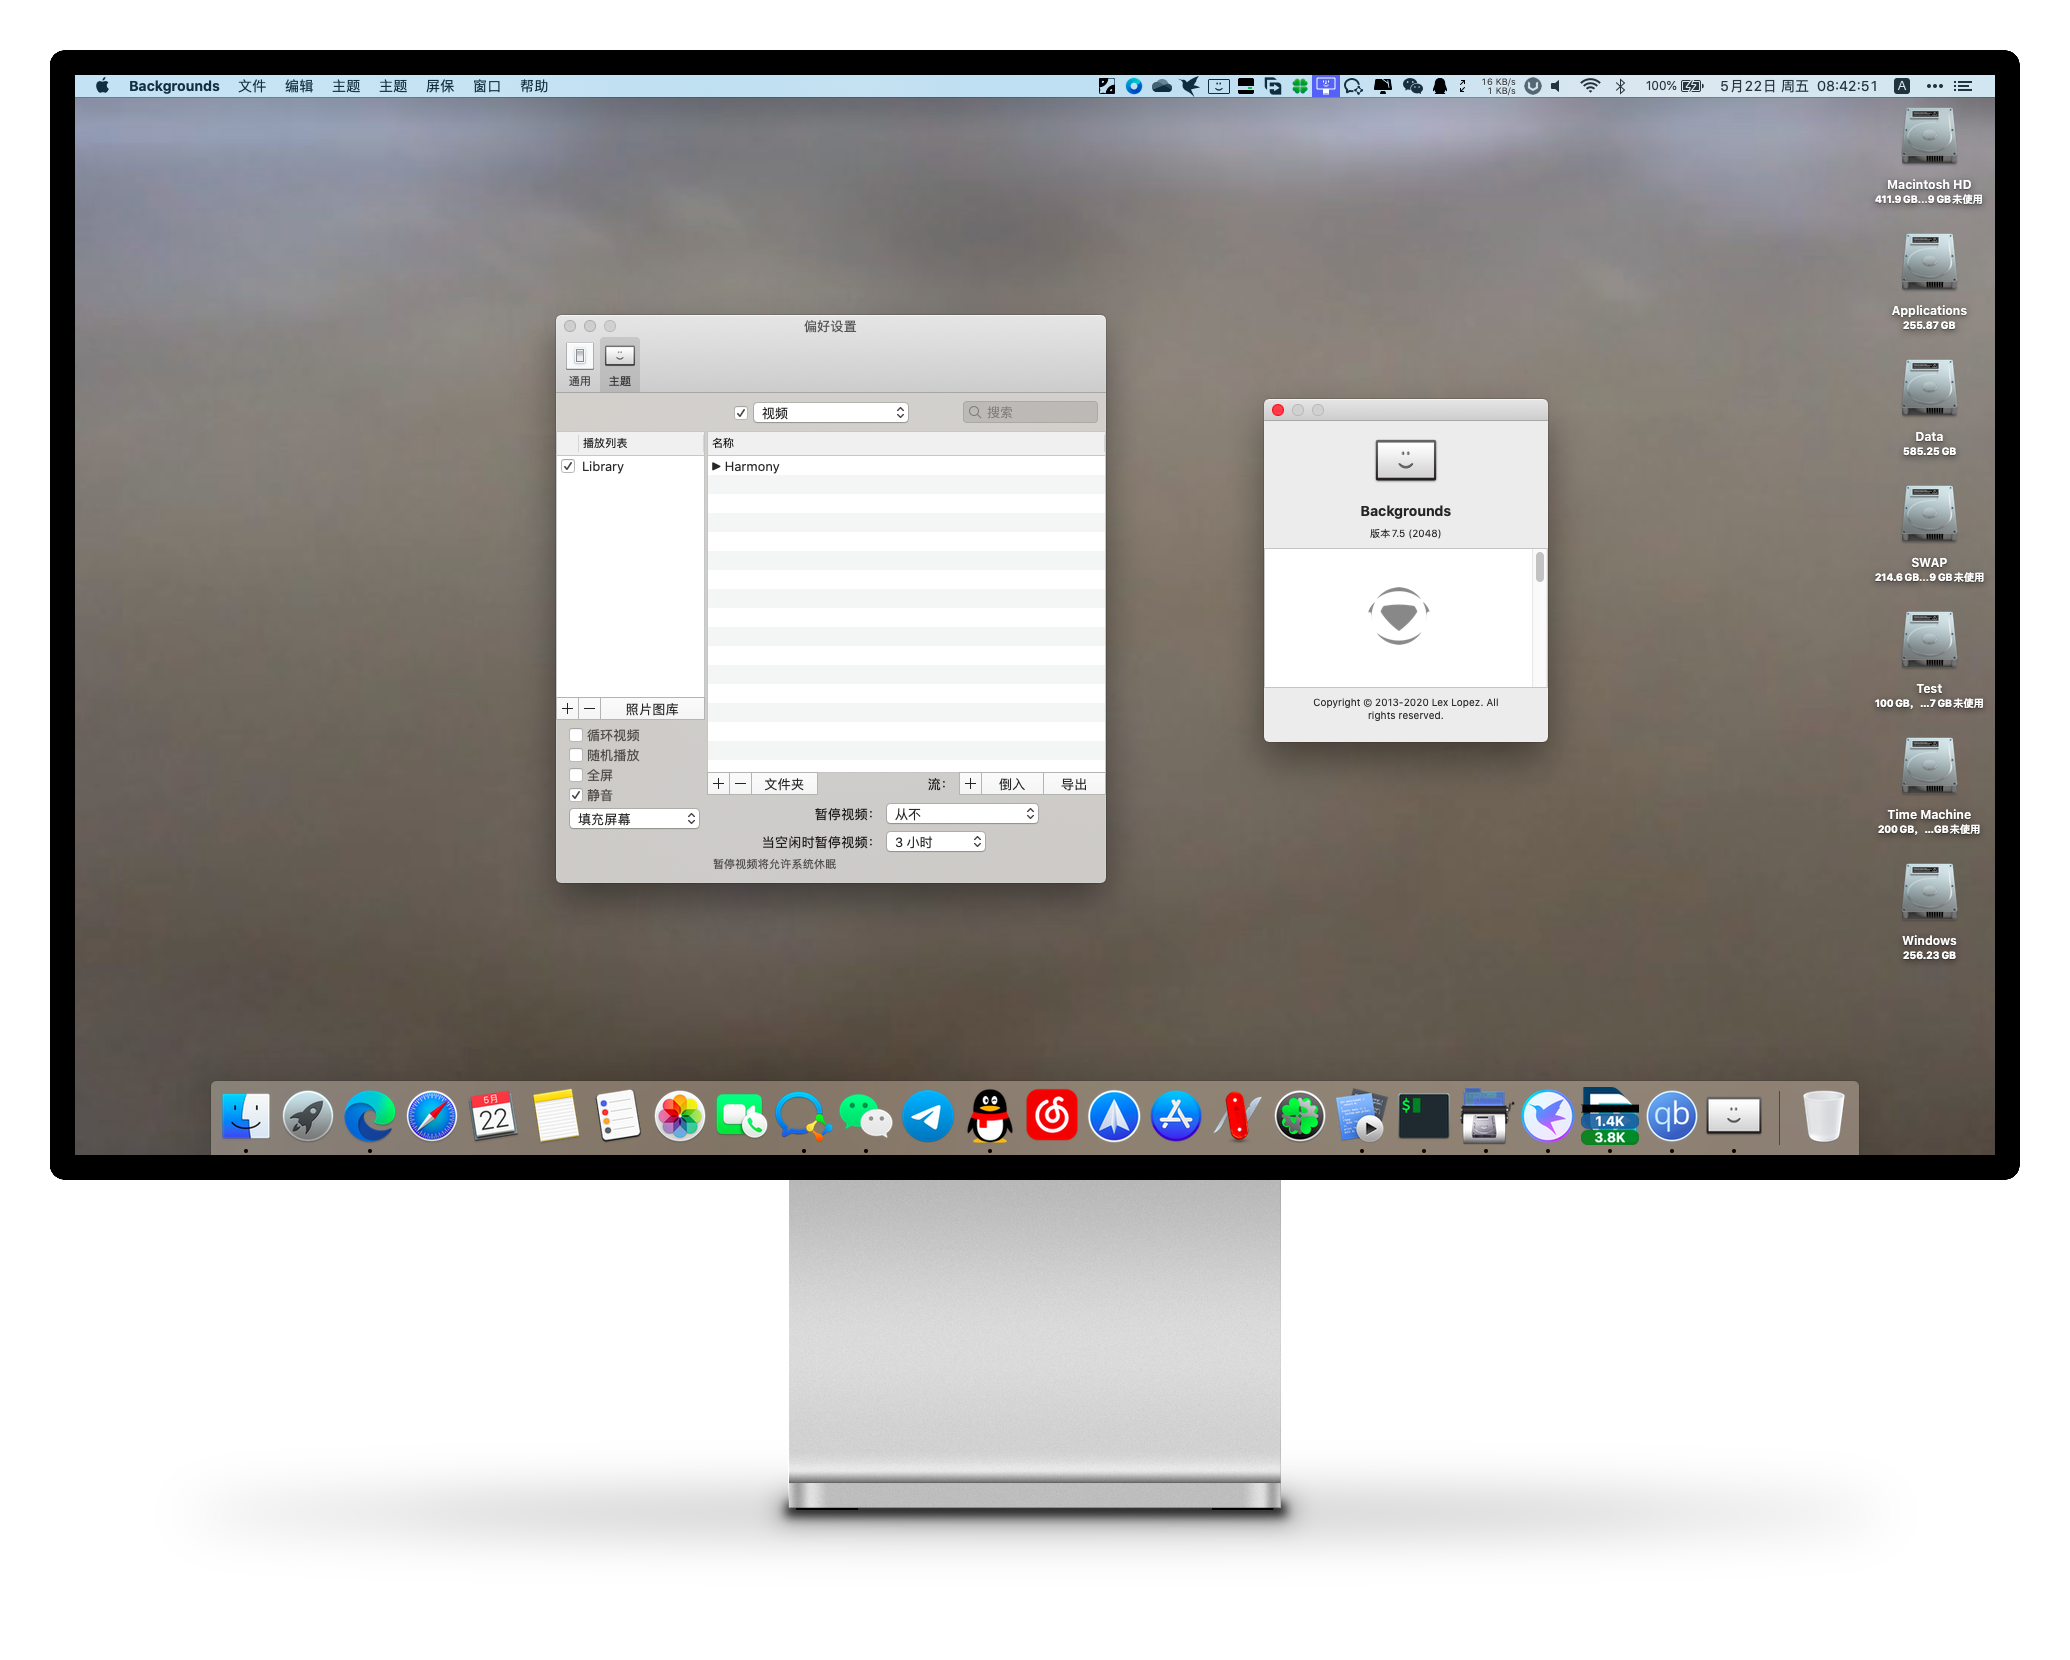 Backgrounds 文件 编辑 主题 主题 屏保 窗口 帮助
16 KB/s
1 KB/s
100%
5月22日 周五 08:42:51
A
Macintosh HD
411.9 GB...9 GB未使用
Applications
255.87 GB
Data
585.25 GB
SWAP
214.6 GB...9 GB未使用
Test
100 GB，...7 GB未使用
Time Machine
200 GB，...GB未使用
Windows
256.23 GB
偏好设置
通用 主题
视频
搜索
播放列表 名称
Library
Harmony
照片图库
循环视频
随机播放
全屏
静音
填充屏幕
文件夹
流：
倒入 导出
暂停视频： 从不
当空闲时暂停视频： 3 小时
暂停视频将允许系统休眠
Backgrounds
版本 7.5 (2048)
Copyright © 2013-2020 Lex Lopez. All
rights reserved.
5月
22
$
1.4K
3.8K
qb